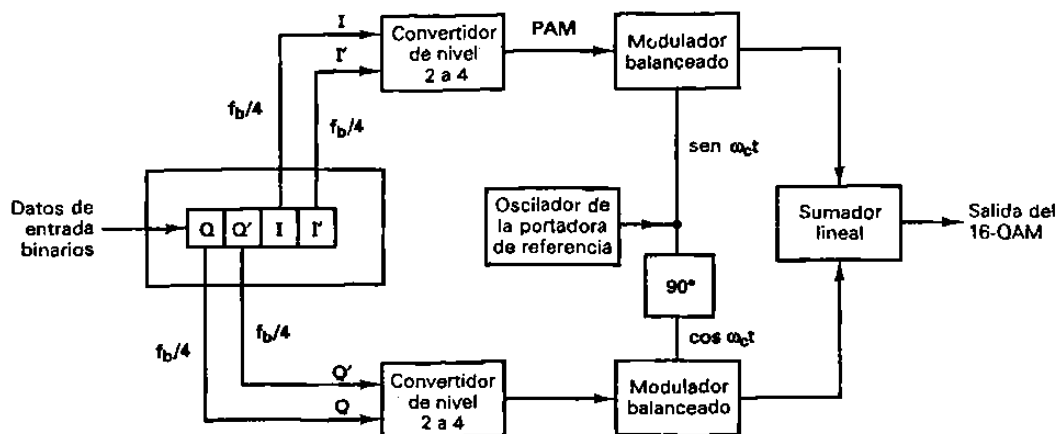 I
I'
Convertidor
de nivel
2 a 4
PAM
Modulador
balanceado
f_b/4
f_b/4
sen ω_ct
Datos de
entrada
binarios
Q Q' I I'
Oscilador de
la portadora
de referencia
Sumador
lineal
Salida del
16-QAM
90°
f_b/4
f_b/4
cos ω_ct
Q'
Q
Convertidor
de nivel
2 a 4
Modulador
balanceado